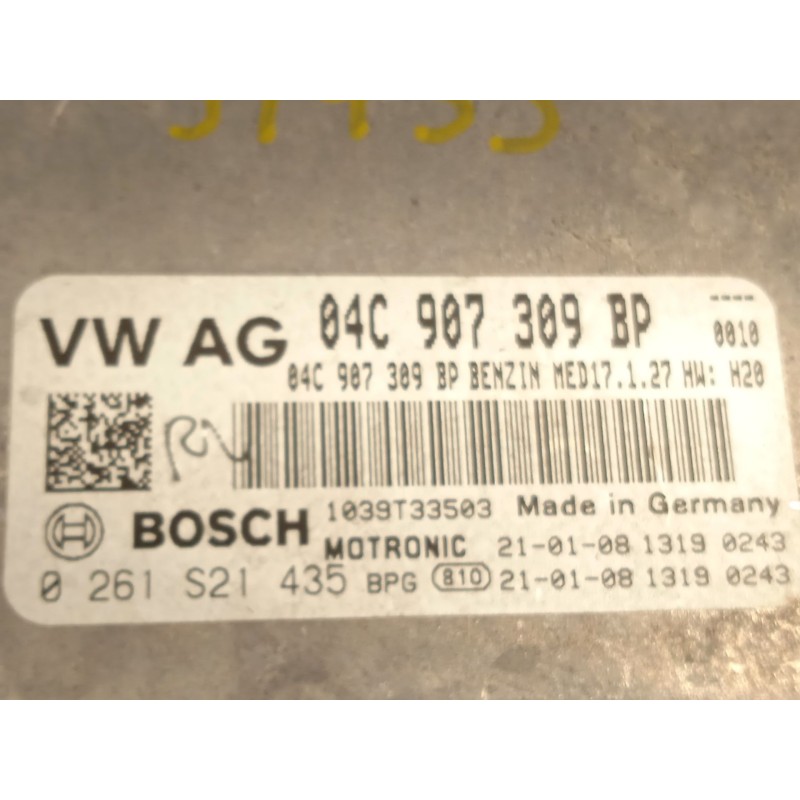 VW AG 04C 907 309 BP ---- 0010
04C 907 309 BP BENZIN MED17.1.27 HW: H20
BOSCH 1039T33503 Made in Germany
MOTRONIC 21-01-08 1319 0243
0 261 S21 435 BPG 810 21-01-08 1319 0243